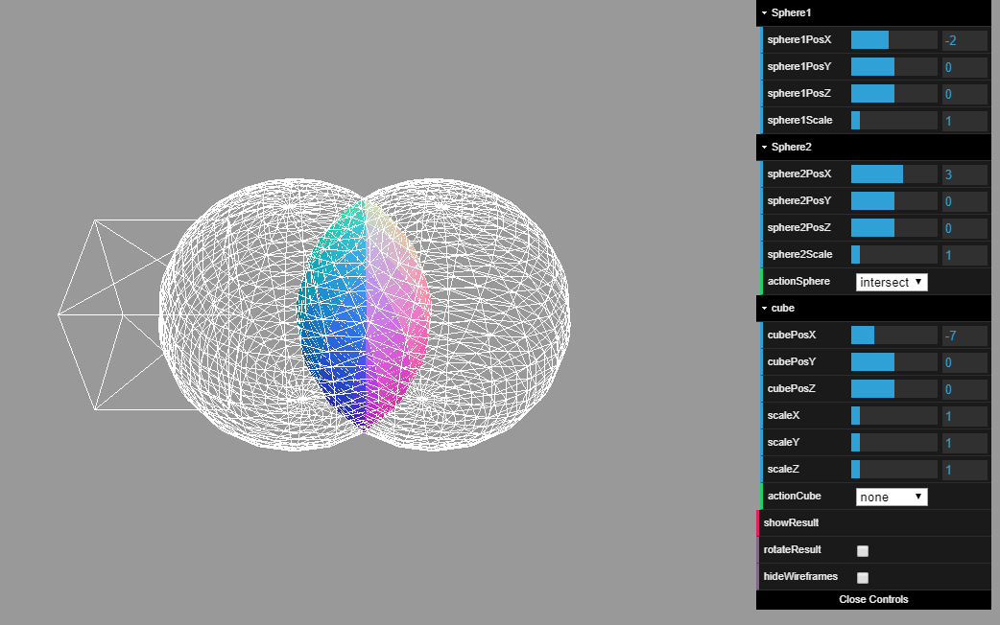 Sphere1
sphere1PosX -2
sphere1PosY 0
sphere1PosZ 0
sphere1Scale 1
Sphere2
sphere2PosX 3
sphere2PosY 0
sphere2PosZ 0
sphere2Scale 1
actionSphere intersect
cube
cubePosX -7
cubePosY 0
cubePosZ 0
scaleX 1
scaleY 1
scaleZ 1
actionCube none
showResult
rotateResult
hideWireframes
Close Controls